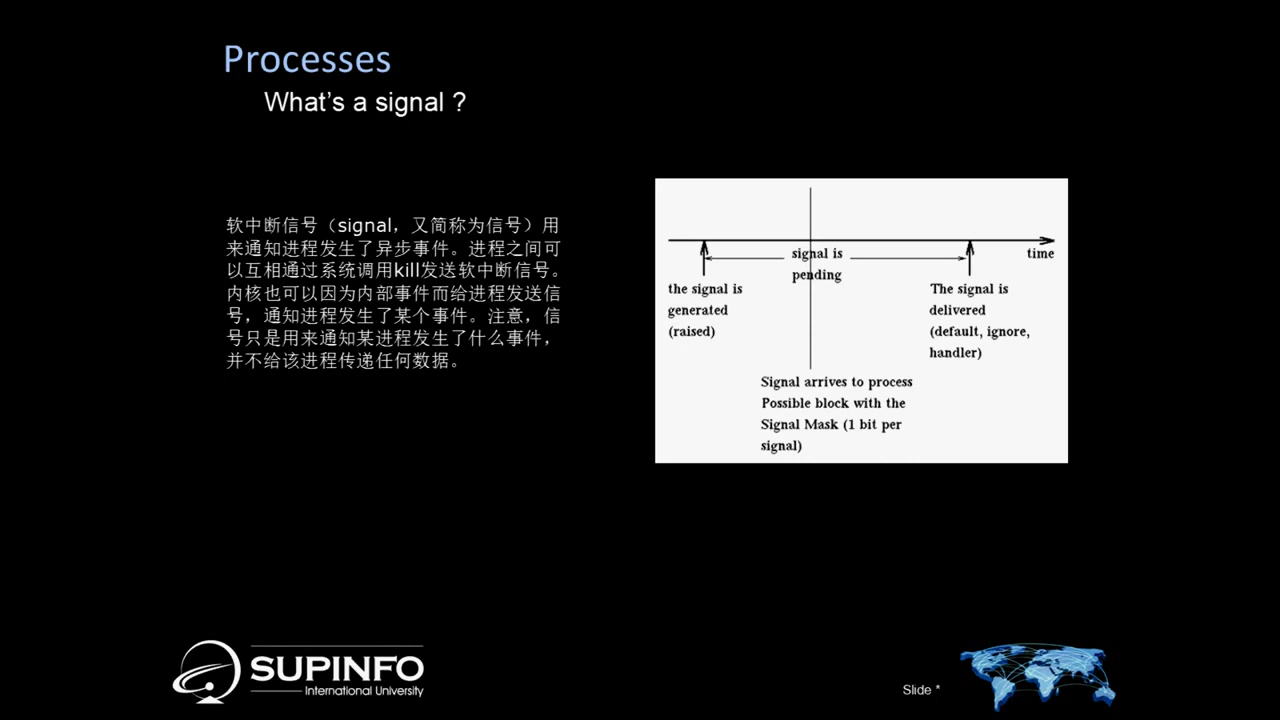 Processes
What's a signal ?
软中断信号（signal，又简称为信号）用
来通知进程发生了异步事件。进程之间可
以互相通过系统调用kill发送软中断信号。
内核也可以因为内部事件而给进程发送信
号，通知进程发生了某个事件。注意，信
号只是用来通知某进程发生了什么事件，
并不给该进程传递任何数据。
signal is
pending
time
the signal is
generated
(raised)
The signal is
delivered
(default, ignore,
handler)
Signal arrives to process
Possible block with the
Signal Mask (1 bit per
signal)
SUPINFO
International University
Slide *